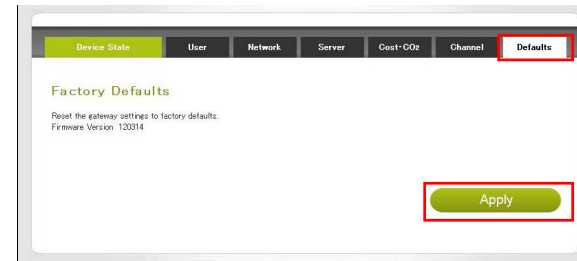 Device State User Network Server Cost・CO2 Channel Defaults
Factory Defaults
Reset the gateway settings to factory defaults.
Firmware Version 120314
Apply